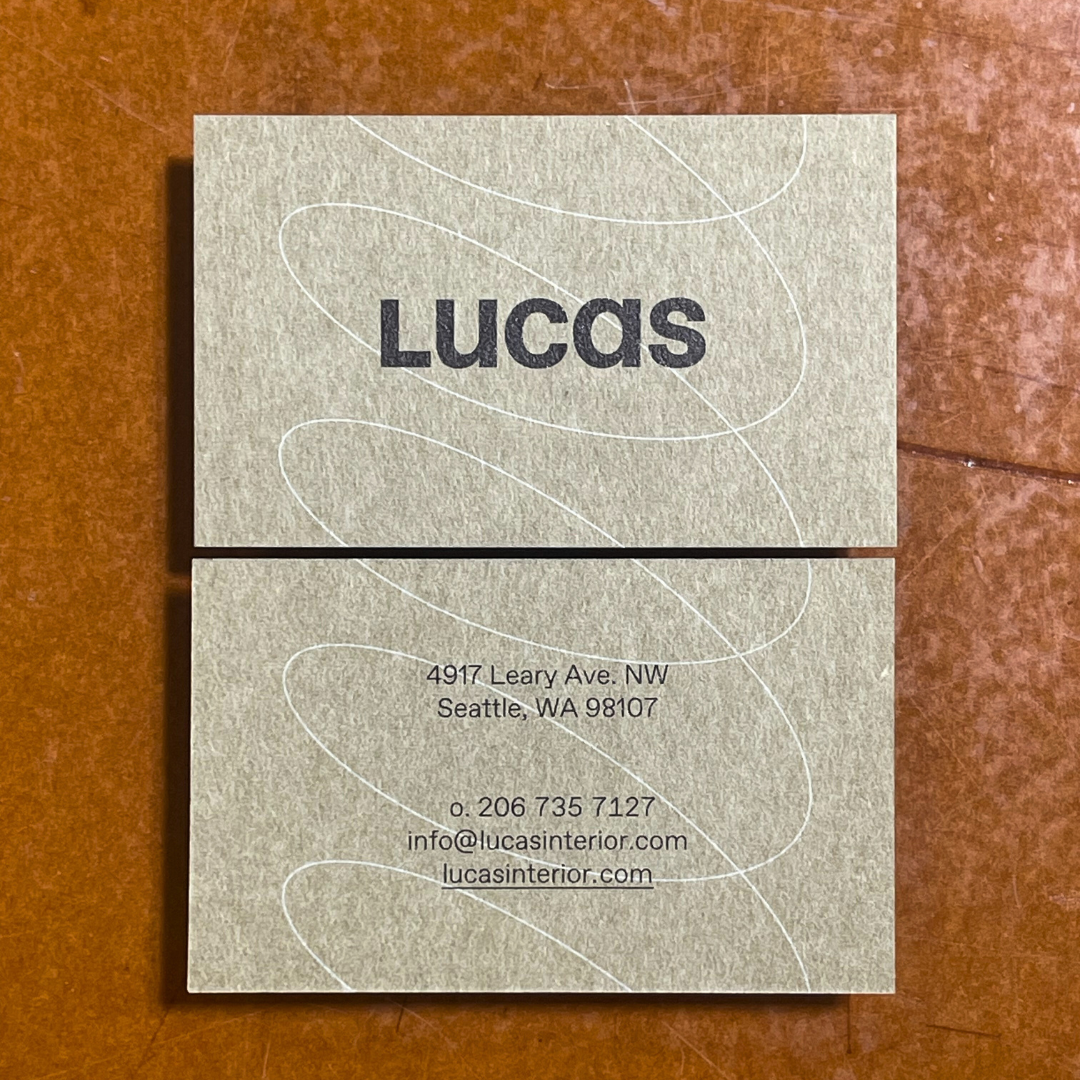 Lucas
4917 Leary Ave. NW
Seattle, WA 98107
o. 206 735 7127
info@lucasinterior.com
lucasinterior.com